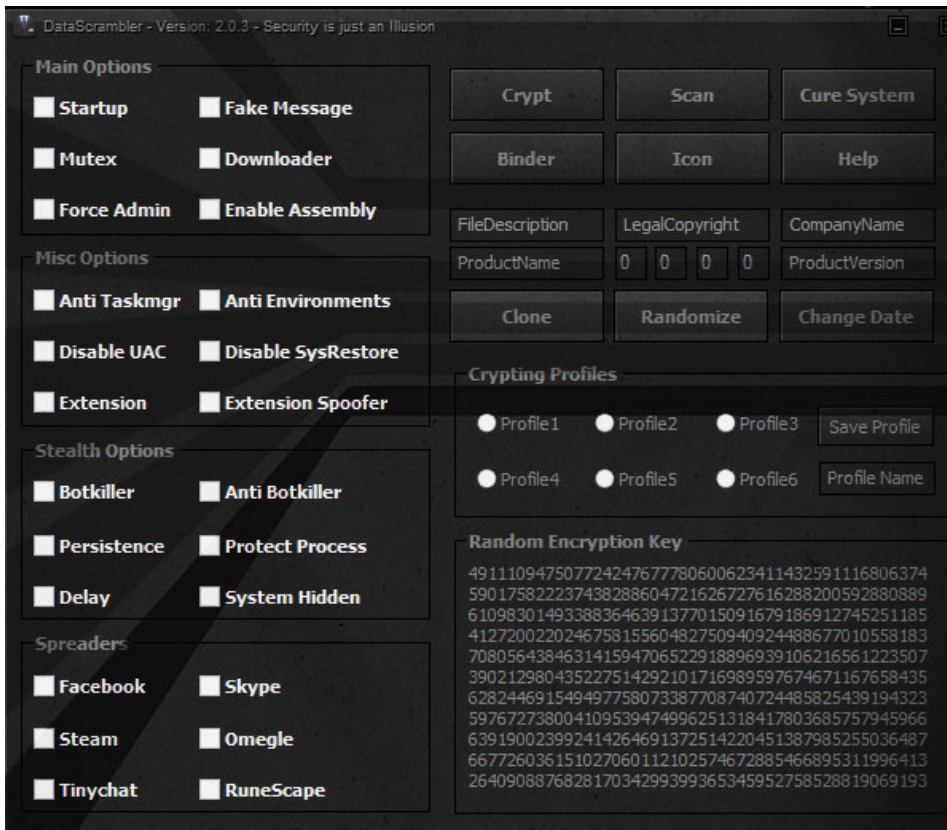 DataScrambler - Version: 2.0.3 - Security is just an Illusion
Main Options
Startup Fake Message
Mutex Downloader
Force Admin Enable Assembly
Misc Options
Anti Taskmgr Anti Environments
Disable UAC Disable SysRestore
Extension Extension Spoofer
Stealth Options
Botkiller Anti Botkiller
Persistence Protect Process
Delay System Hidden
Spreaders
Facebook Skype
Steam Omegle
Tinychat RuneScape
Crypt Scan Cure System
Binder Icon Help
FileDescription LegalCopyright CompanyName
ProductName 0 0 0 0 ProductVersion
Clone Randomize Change Date
Crypting Profiles
Profile1 Profile2 Profile3 Save Profile
Profile4 Profile5 Profile6 Profile Name
Random Encryption Key
491110947507724247677780600623411432591116806374
590175822237438288604721626727616288200592880889
610983014933883646391377015091679186912745251185
412720022024675815560482750940924488677010558183
708056438463141594706522918896939106216561223507
390212980435227514292101716989597674671167658435
628244691549497758073387708740724485825439194323
597672738004109539474996251318417803685757945966
639190023992414264691372514220451387985255036487
667726036151027060112102574672885466895311996413
264090887682817034299399365345952758528819069193